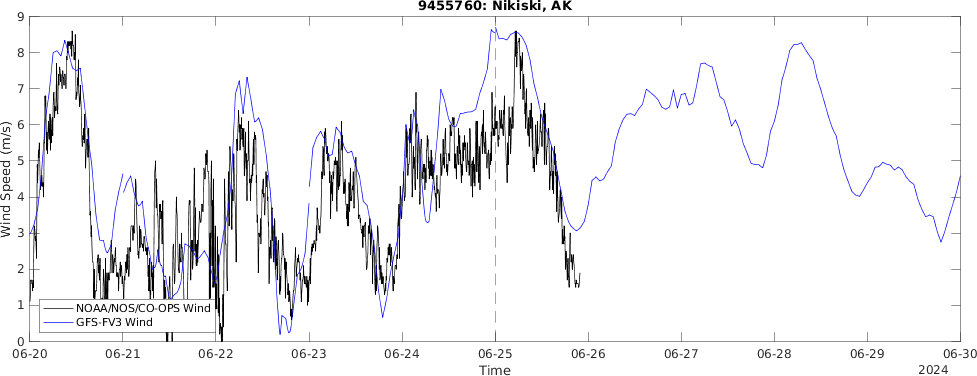 9455760: Nikiski, AK
Wind Speed (m/s)
9
8
7
6
5
4
3
2
1
0
NOAA/NOS/CO-OPS Wind
GFS-FV3 Wind
06-20 06-21 06-22 06-23 06-24 06-25 06-26 06-27 06-28 06-29 06-30
Time
2024